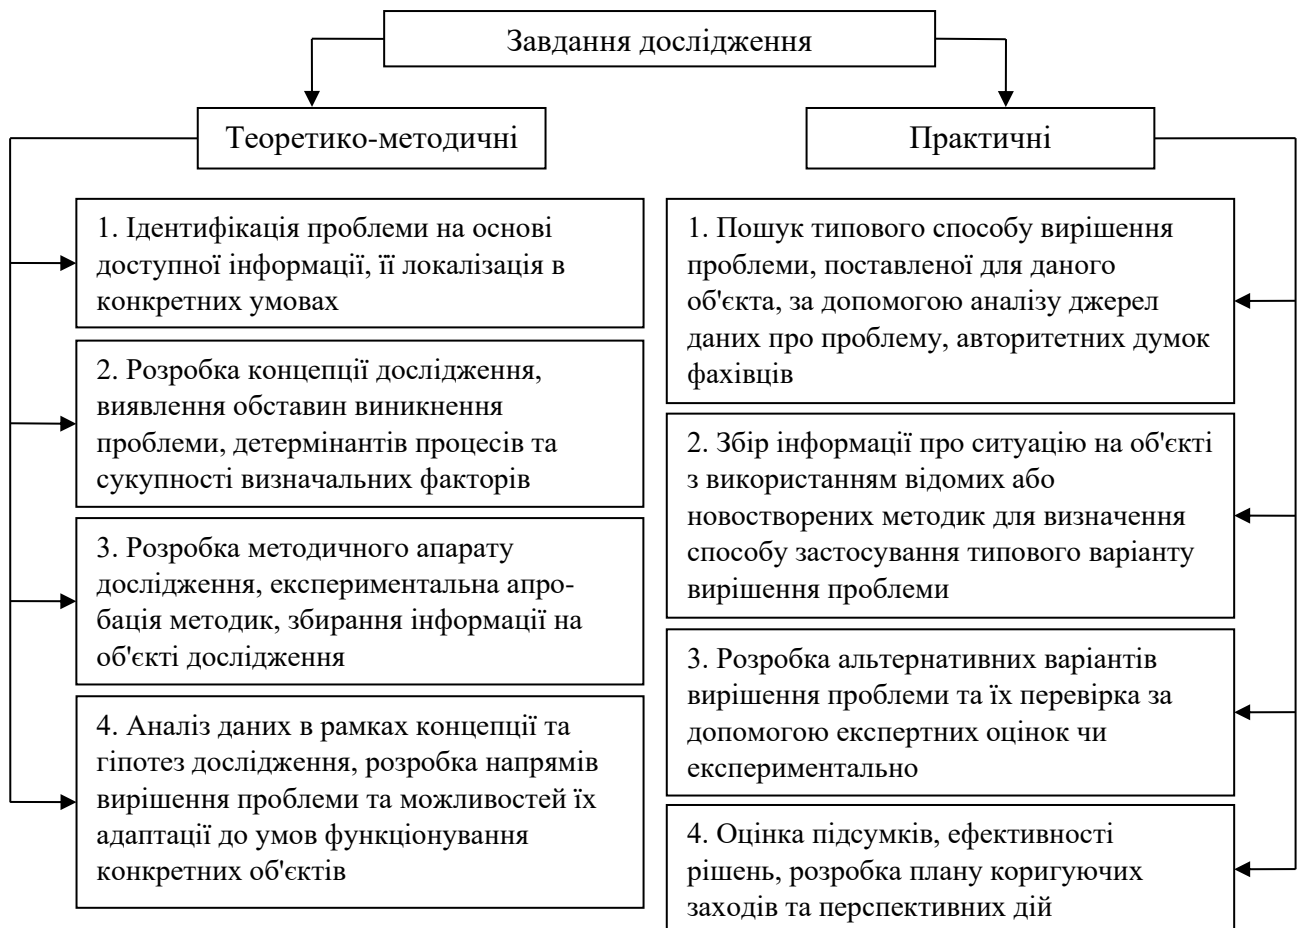 Завдання дослідження
Теоретико-методичні
Практичні
1. Ідентифікація проблеми на основі
доступної інформації, її локалізація в
конкретних умовах
2. Розробка концепції дослідження,
виявлення обставин виникнення
проблеми, детермінантів процесів та
сукупності визначальних факторів
3. Розробка методичного апарату
дослідження, експериментальна апро-
бація методик, збирання інформації на
об'єкті дослідження
4. Аналіз даних в рамках концепції та
гіпотез дослідження, розробка напрямів
вирішення проблеми та можливостей їх
адаптації до умов функціонування
конкретних об'єктів
1. Пошук типового способу вирішення
проблеми, поставленої для даного
об'єкта, за допомогою аналізу джерел
даних про проблему, авторитетних думок
фахівців
2. Збір інформації про ситуацію на об'єкті
з використанням відомих або
новостворених методик для визначення
способу застосування типового варіанту
вирішення проблеми
3. Розробка альтернативних варіантів
вирішення проблеми та їх перевірка за
допомогою експертних оцінок чи
експериментально
4. Оцінка підсумків, ефективності
рішень, розробка плану коригуючих
заходів та перспективних дій